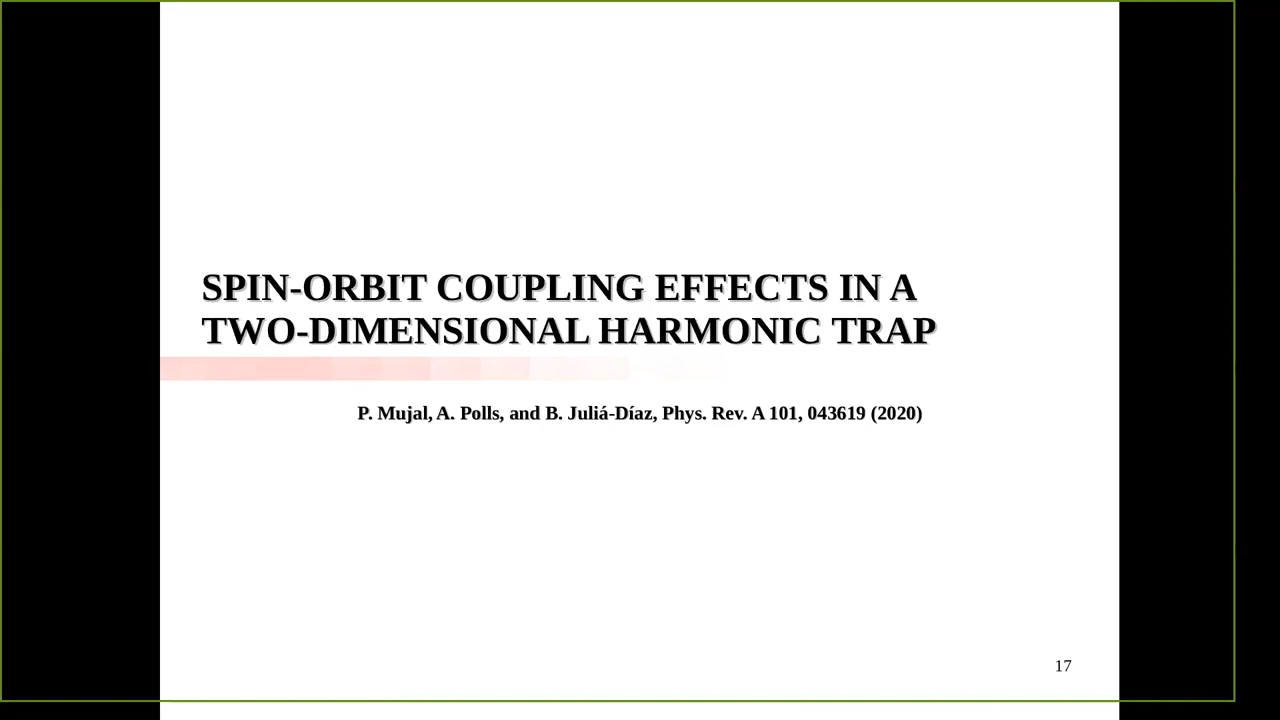 SPIN-ORBIT COUPLING EFFECTS IN A
TWO-DIMENSIONAL HARMONIC TRAP
P. Mujal, A. Polls, and B. Juliá-Díaz, Phys. Rev. A 101, 043619 (2020)
17